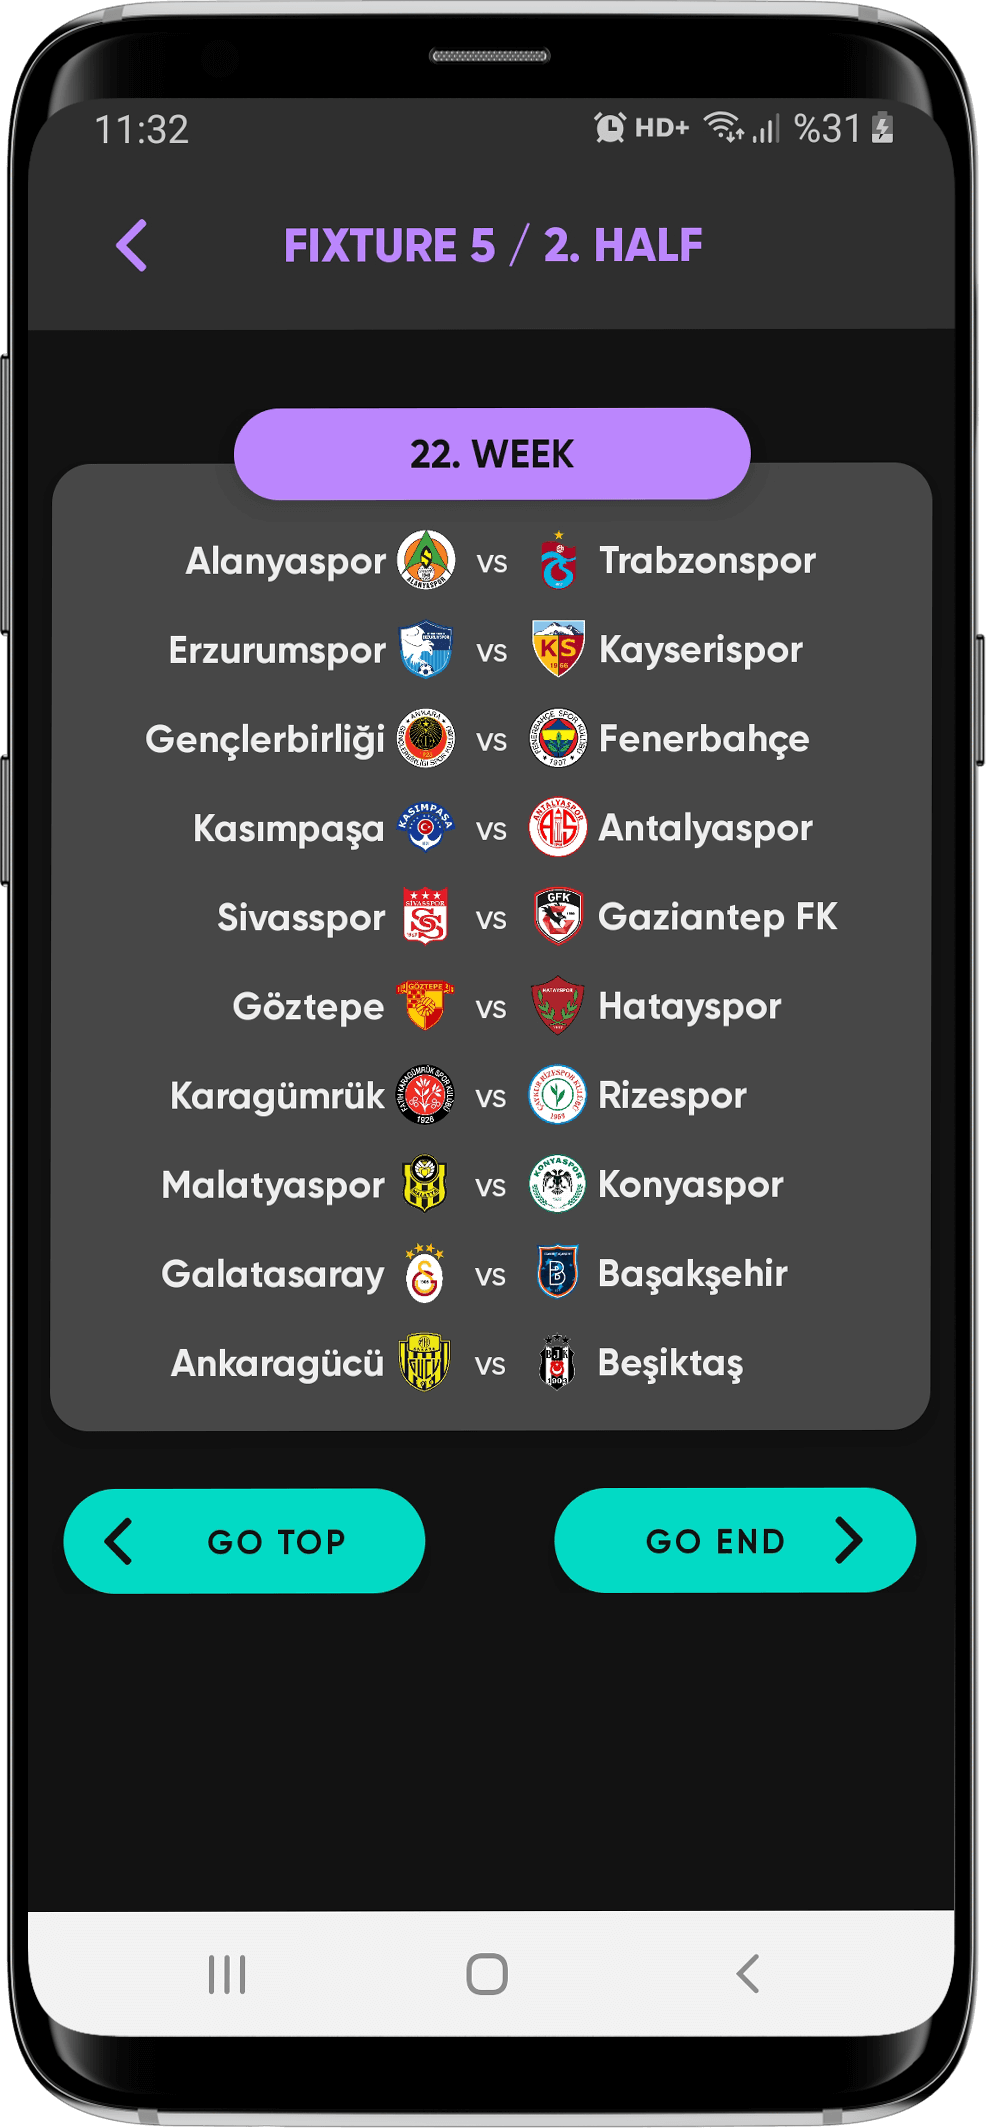 11:32 HD+ %31
FIXTURE 5 / 2. HALF
22. WEEK
Alanyaspor vs Trabzonspor
Erzurumspor vs Kayserispor
Gençlerbirliği vs Fenerbahçe
Kasımpaşa vs Antalyaspor
Sivasspor vs Gaziantep FK
Göztepe vs Hatayspor
Karagümrük vs Rizespor
Malatyaspor vs Konyaspor
Galatasaray vs Başakşehir
Ankaragücü vs Beşiktaş
GO TOP
GO END